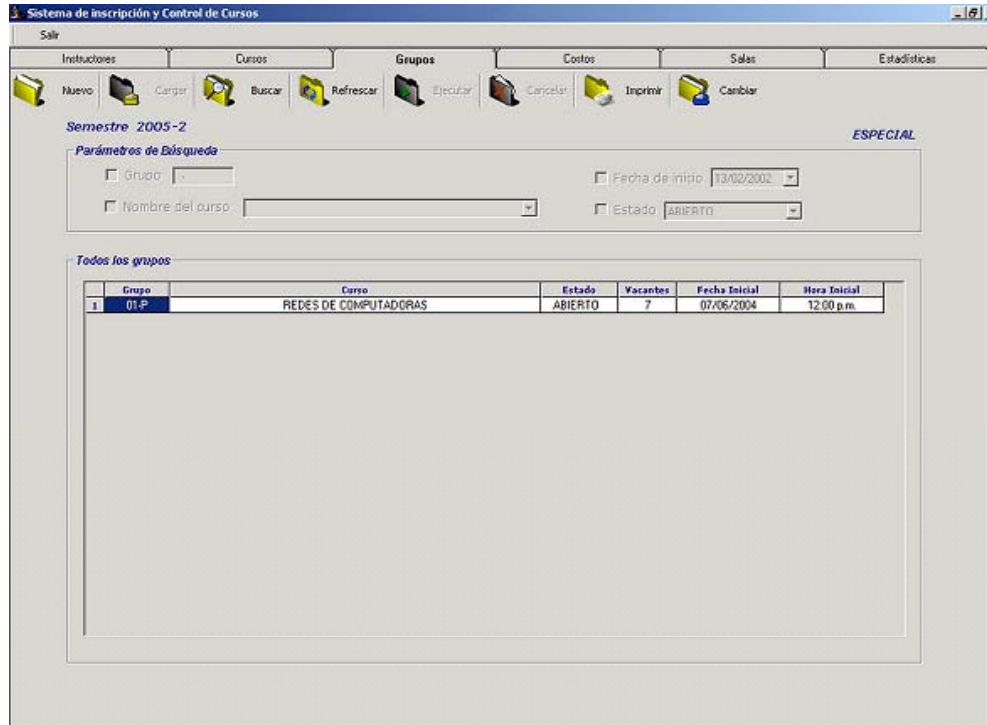 Sistema de inscripción y Control de Cursos
Salir
Instructores Cursos Grupos Costos Salas Estadísticas
Nuevo Cargar Buscar Refrescar Ejecutar Cancelar Imprimir Cambiar
Semestre 2005-2
ESPECIAL
Parámetros de Búsqueda
Grupo - Fecha de inicio 13/02/2002
Nombre del curso Estado ABIERTO
Todos los grupos
Grupo Curso Estado Vacantes Fecha Inicial Hora Inicial
1 01-P REDES DE COMPUTADORAS ABIERTO 7 07/06/2004 12:00 p.m.